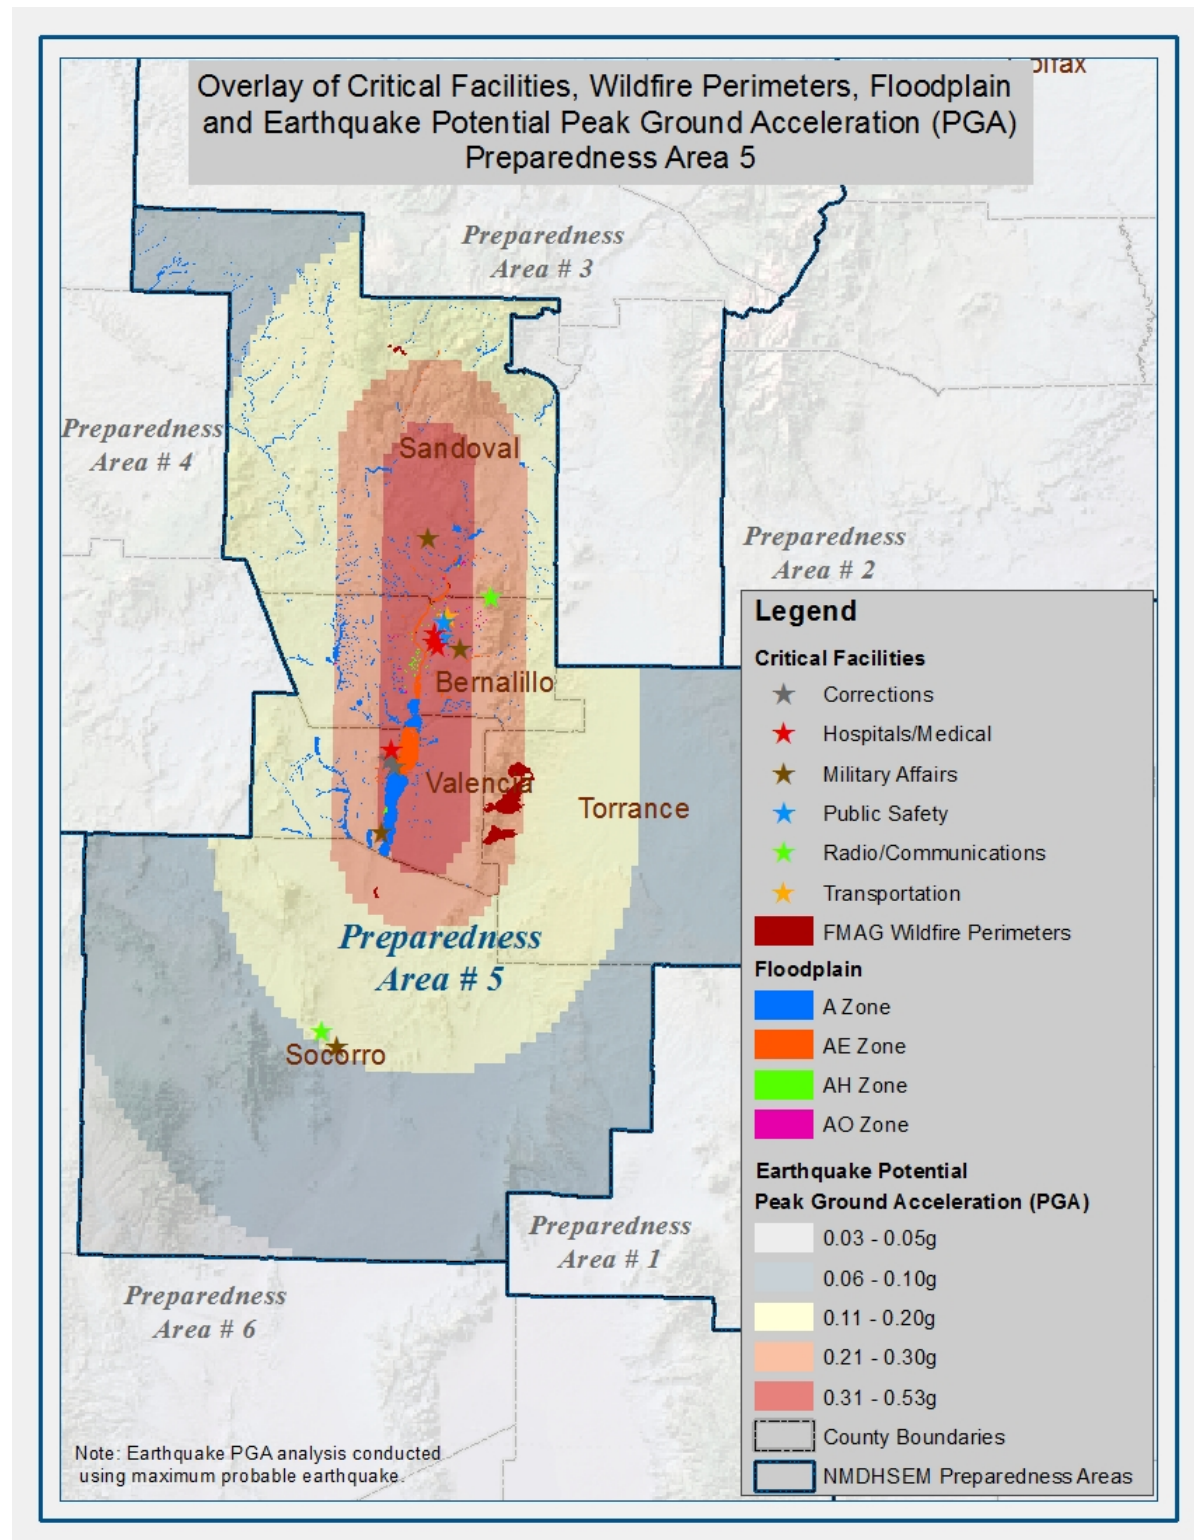 olfax
Overlay of Critical Facilities, Wildfire Perimeters, Floodplain
and Earthquake Potential Peak Ground Acceleration (PGA)
Preparedness Area 5
Preparedness
Area # 3
Preparedness
Area # 4
Sandoval
Preparedness
Area # 2
Bernalillo
Valencia
Torrance
Preparedness
Area # 5
Socorro
Preparedness
Area # 1
Preparedness
Area # 6
Note: Earthquake PGA analysis conducted
using maximum probable earthquake.
Legend
Critical Facilities
Corrections
Hospitals/Medical
Military Affairs
Public Safety
Radio/Communications
Transportation
FMAG Wildfire Perimeters
Floodplain
A Zone
AE Zone
AH Zone
AO Zone
Earthquake Potential
Peak Ground Acceleration (PGA)
0.03 - 0.05g
0.06 - 0.10g
0.11 - 0.20g
0.21 - 0.30g
0.31 - 0.53g
County Boundaries
NMDHSEM Preparedness Areas